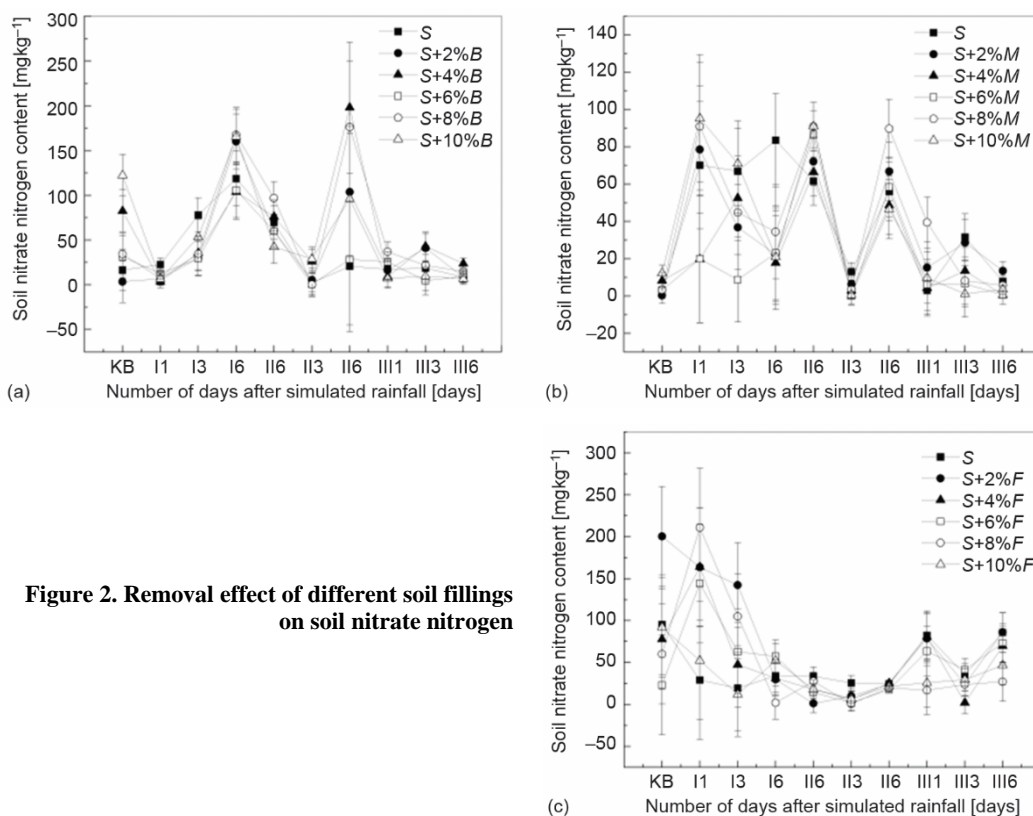 300
250
200
150
100
50
0
–50
Soil nitrate nitrogen content [mgkg–1]
S
S+2%B
S+4%B
S+6%B
S+8%B
S+10%B
KB I1 I3 I6 II6 II3 II6 III1 III3 III6
(a) Number of days after simulated rainfall [days]
140
120
100
80
60
40
20
0
–20
Soil nitrate nitrogen content [mgkg–1]
S
S+2%M
S+4%M
S+6%M
S+8%M
S+10%M
KB I1 I3 I6 II6 II3 II6 III1 III3 III6
(b) Number of days after simulated rainfall [days]
Figure 2. Removal effect of different soil fillings
on soil nitrate nitrogen
300
250
200
150
100
50
0
–50
Soil nitrate nitrogen content [mgkg–1]
S
S+2%F
S+4%F
S+6%F
S+8%F
S+10%F
KB I1 I3 I6 II6 II3 II6 III1 III3 III6
(c) Number of days after simulated rainfall [days]